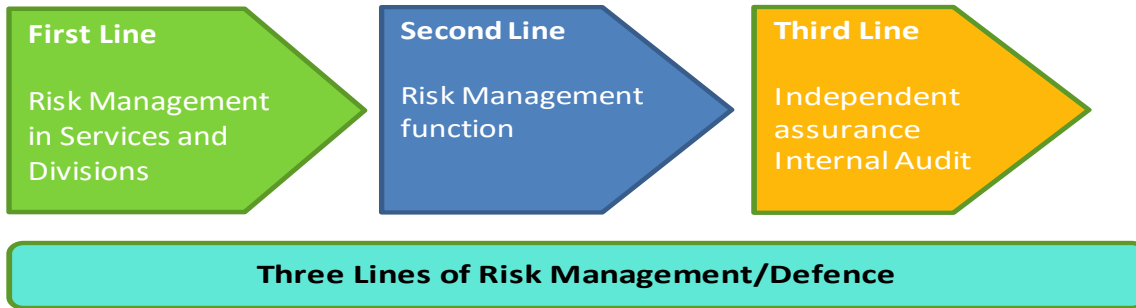 First Line
Risk Management
in Services and
Divisions
Second Line
Risk Management
function
Third Line
Independent
assurance
Internal Audit
Three Lines of Risk Management/Defence